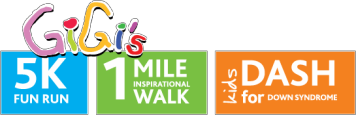 GiGi's
5K
FUN RUN
1 MILE
INSPIRATIONAL
WALK
kids DASH
for DOWN SYNDROME